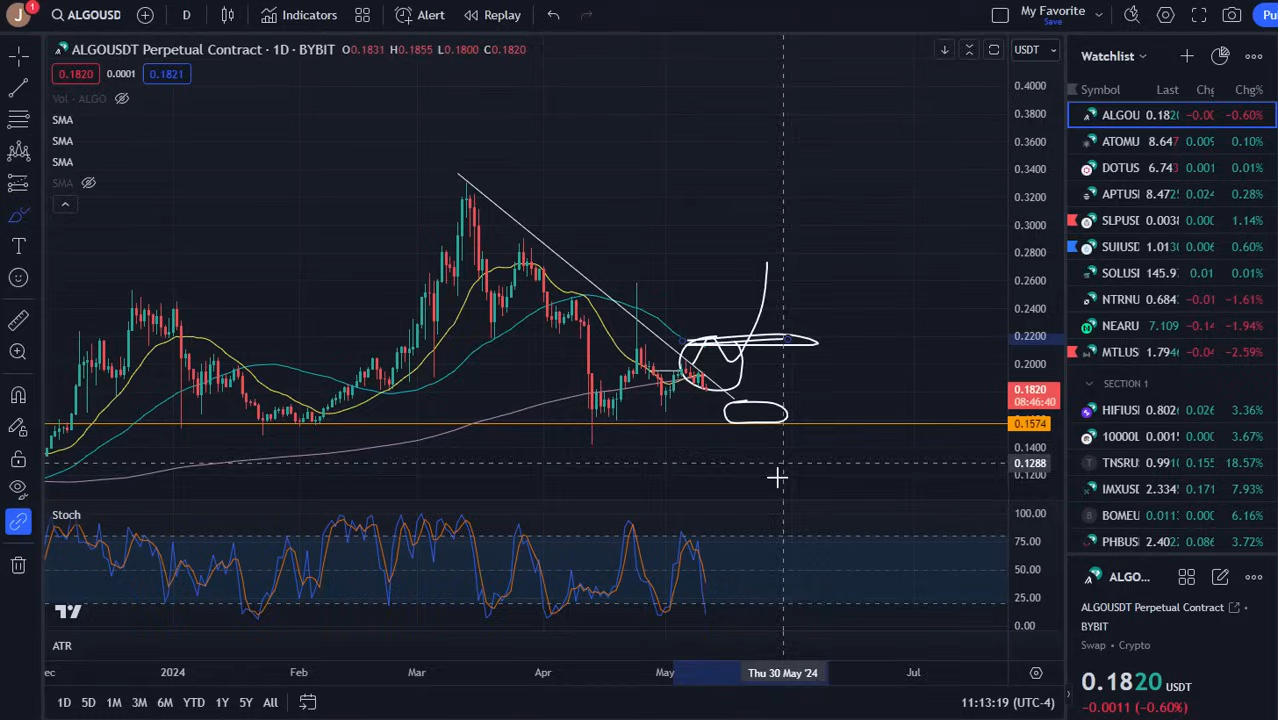 J 1 ALGOUSD D Indicators Alert Replay My Favorite Save
ALGOUSDT Perpetual Contract · 1D · BYBIT O0.1831 H0.1855 L0.1800 C0.1820 USDT
0.1820 0.0001 0.1821
Vol · ALGO
SMA
SMA
SMA
SMA
0.4000
0.3800
0.3600
0.3400
0.3200
0.3000
0.2800
0.2600
0.2400
0.2200
0.2000
0.1820
08:46:40
0.1574
0.1400
0.1288
0.1200
Stoch
100.00
75.00
50.00
25.00
0.00
ATR
2024 Feb Mar Apr May Thu 30 May '24 Jul
1D 5D 1M 3M 6M YTD 1Y 5Y All 11:13:19 (UTC-4)
Watchlist
Symbol Last Chg Chg%
ALGOU 0.1820 −0.00 −0.60%
ATOMU 8.647 0.009 0.10%
DOTUS 6.743 0.001 0.01%
APTUS 8.472 0.024 0.28%
SLPUS 0.0038 0.000 1.14%
SUIUSD 1.0130 0.006 0.60%
SOLUSI 145.9 0.01 0.01%
NTRNU 0.684 −0.01 −1.61%
NEARU 7.109 −0.14 −1.94%
MTLUS 1.7946 −0.04 −2.59%
SECTION 1
HIFIUS 0.802 0.026 3.36%
10000L 0.0015 0.000 3.67%
TNSRU 0.991 0.155 18.57%
IMXUSD 2.334 0.171 7.93%
BOMEU 0.011 0.000 6.16%
PHBUS 2.402 0.086 3.72%
ALGO...
ALGOUSDT Perpetual Contract
BYBIT
Swap • Crypto
0.1820 USDT
−0.0011 (−0.60%)